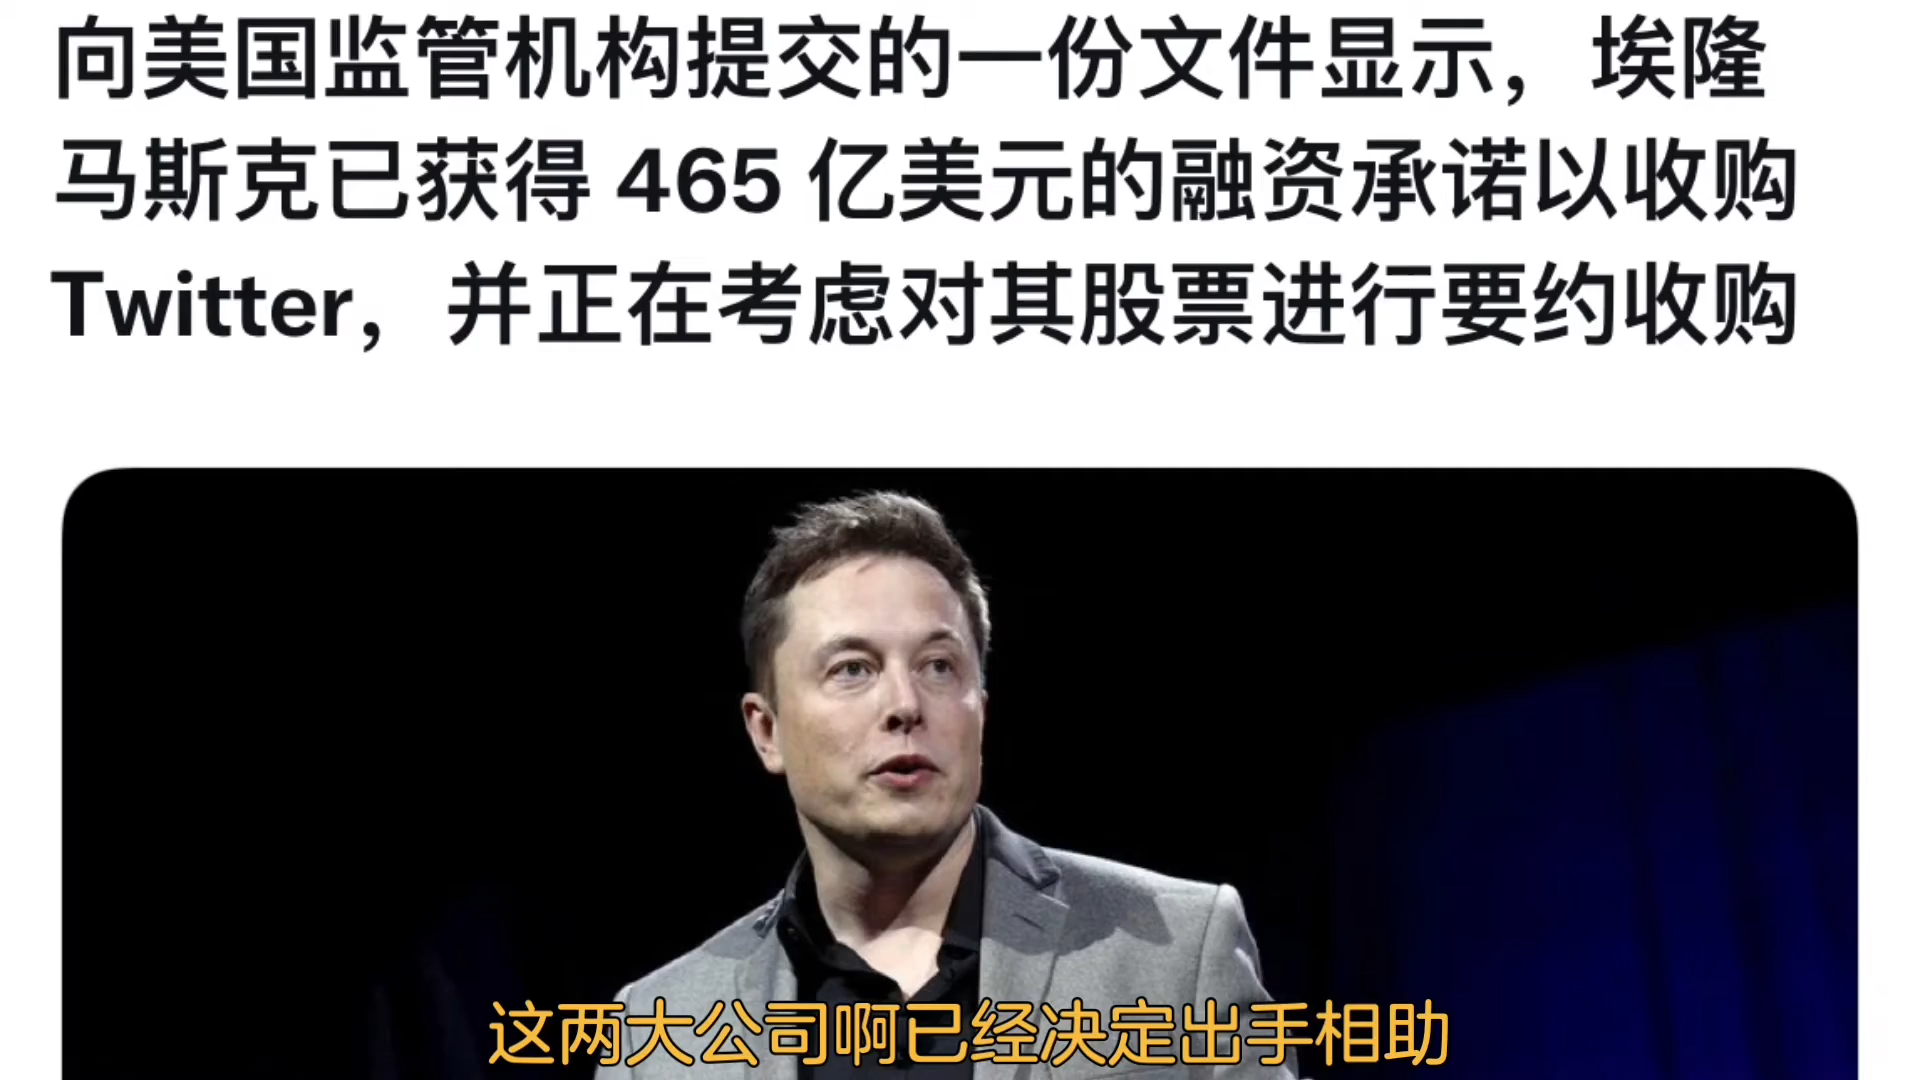 向美国监管机构提交的一份文件显示，埃隆
马斯克已获得 465 亿美元的融资承诺以收购
Twitter，并正在考虑对其股票进行要约收购
这两大公司啊已经决定出手相助